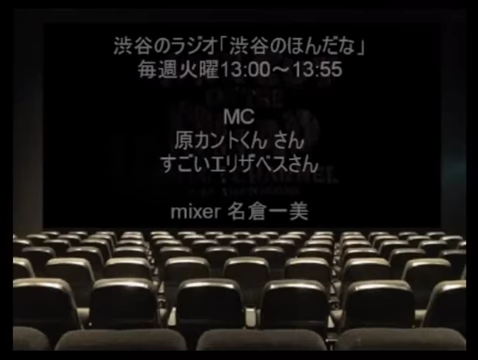 渋谷のラジオ「渋谷のほんだな」
毎週火曜13:00～13:55
MC
原カントくん さん
すごいエリザベスさん
mixer 名倉一美